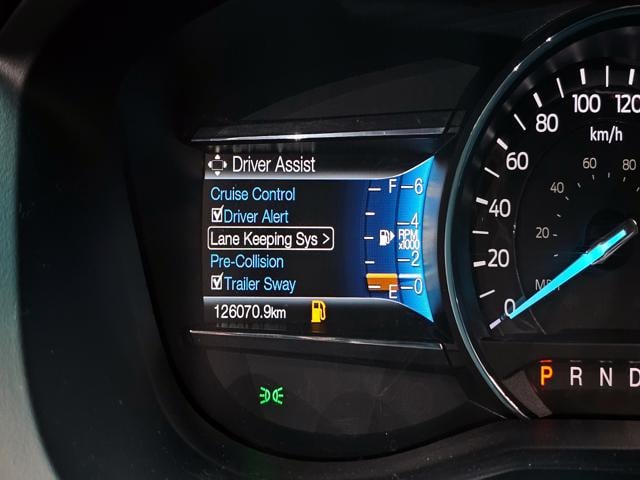 Driver Assist
Cruise Control
Driver Alert
Lane Keeping Sys >
Pre-Collision
Trailer Sway
126070.9km
F
E
6
4
RPM
x1000
2
0
0
20
40
60
80
100
120
km/h
20
40
60
80
P R N D